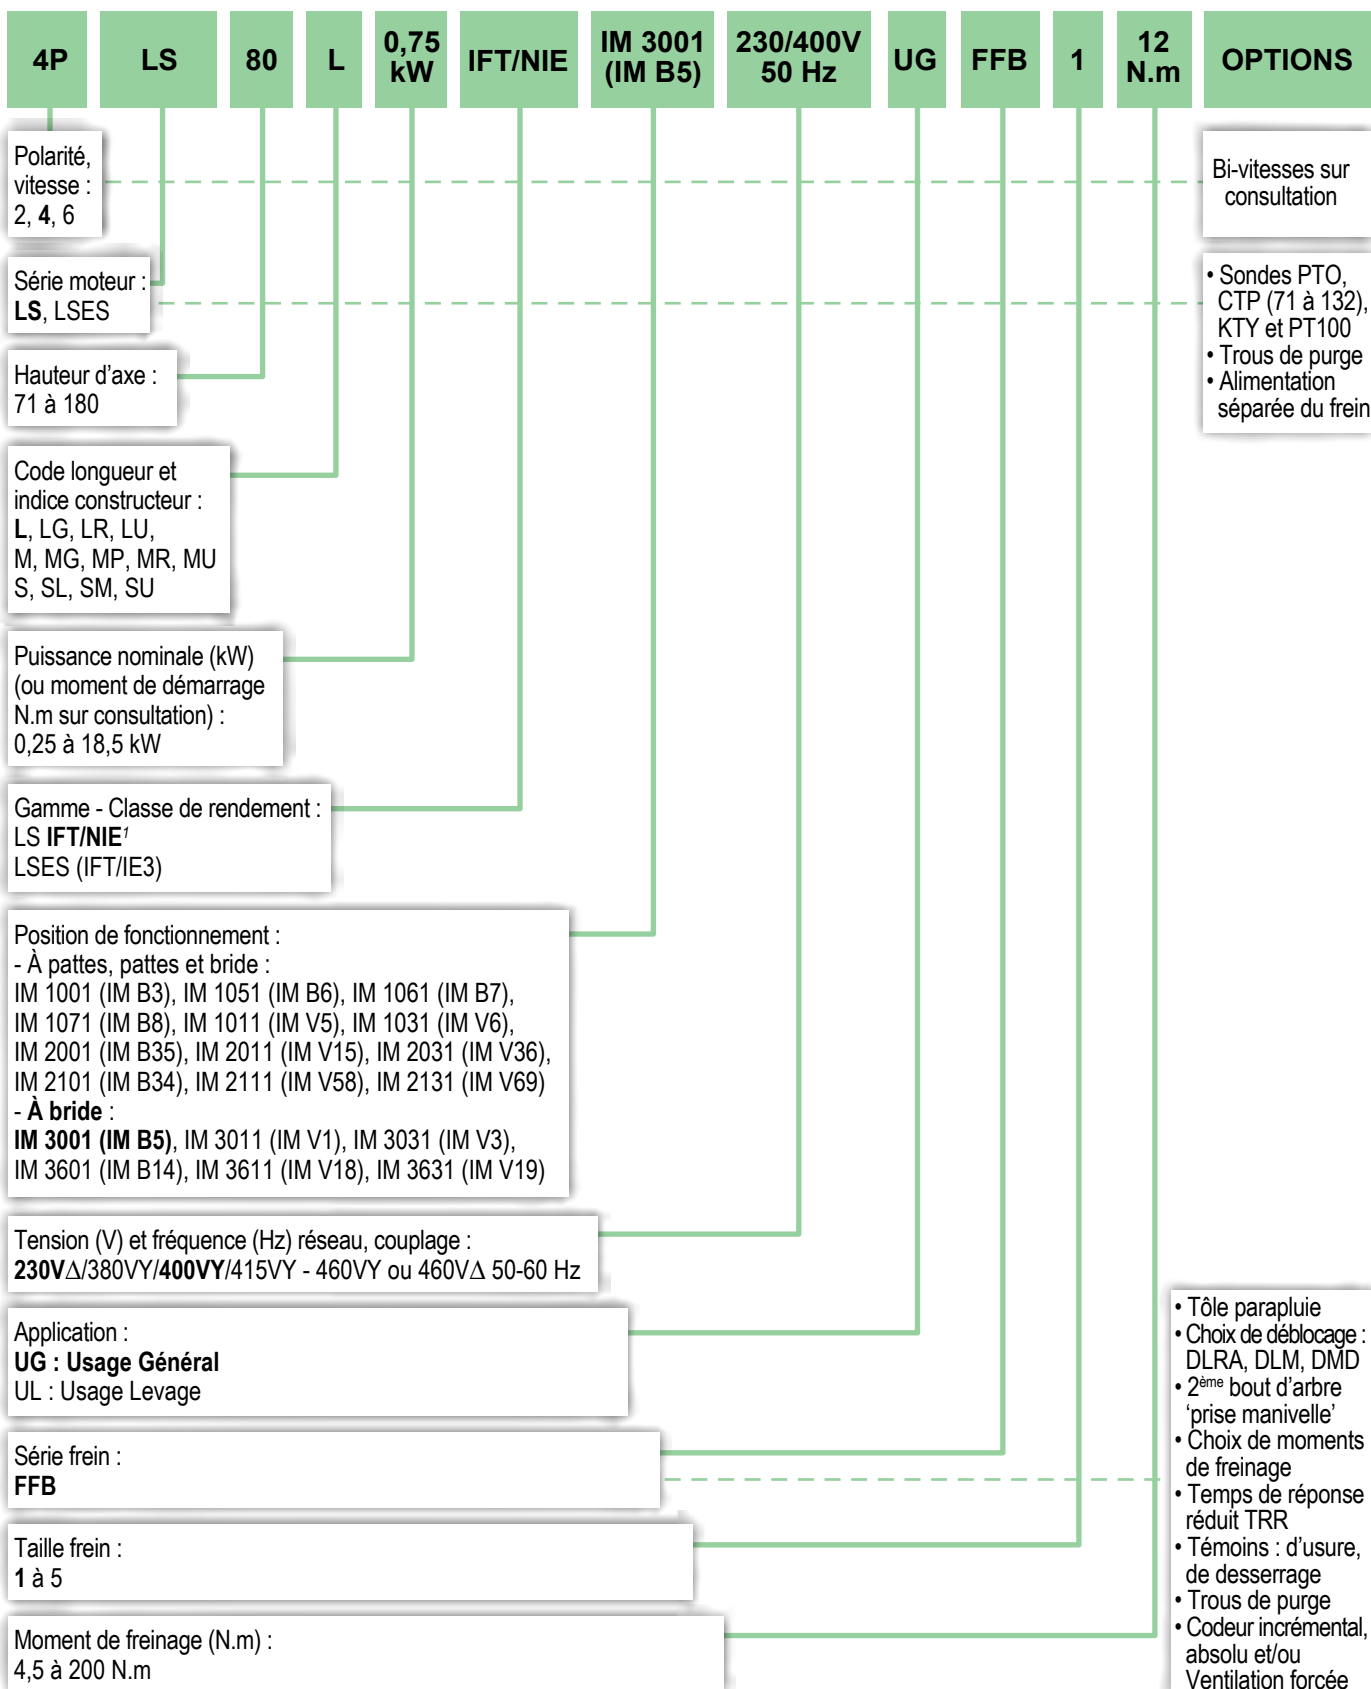 4P LS 80 L 0,75 kW IFT/NIE IM 3001 (IM B5) 230/400V 50 Hz UG FFB 1 12 N.m OPTIONS
Polarité,
vitesse :
2, 4, 6
Bi-vitesses sur
consultation
Série moteur :
LS, LSES
• Sondes PTO,
CTP (71 à 132),
KTY et PT100
• Trous de purge
• Alimentation
séparée du frein
Hauteur d'axe :
71 à 180
Code longueur et
indice constructeur :
L, LG, LR, LU,
M, MG, MP, MR, MU
S, SL, SM, SU
Puissance nominale (kW)
(ou moment de démarrage
N.m sur consultation) :
0,25 à 18,5 kW
Gamme - Classe de rendement :
LS IFT/NIE¹
LSES (IFT/IE3)
Position de fonctionnement :
- À pattes, pattes et bride :
IM 1001 (IM B3), IM 1051 (IM B6), IM 1061 (IM B7),
IM 1071 (IM B8), IM 1011 (IM V5), IM 1031 (IM V6),
IM 2001 (IM B35), IM 2011 (IM V15), IM 2031 (IM V36),
IM 2101 (IM B34), IM 2111 (IM V58), IM 2131 (IM V69)
- À bride :
IM 3001 (IM B5), IM 3011 (IM V1), IM 3031 (IM V3),
IM 3601 (IM B14), IM 3611 (IM V18), IM 3631 (IM V19)
Tension (V) et fréquence (Hz) réseau, couplage :
230V∆/380VY/400VY/415VY - 460VY ou 460V∆ 50-60 Hz
Application :
UG : Usage Général
UL : Usage Levage
Série frein :
FFB
Taille frein :
1 à 5
Moment de freinage (N.m) :
4,5 à 200 N.m
• Tôle parapluie
• Choix de déblocage :
DLRA, DLM, DMD
• 2ème bout d'arbre
'prise manivelle'
• Choix de moments
de freinage
• Temps de réponse
réduit TRR
• Témoins : d'usure,
de desserrage
• Trous de purge
• Codeur incrémental,
absolu et/ou
Ventilation forcée